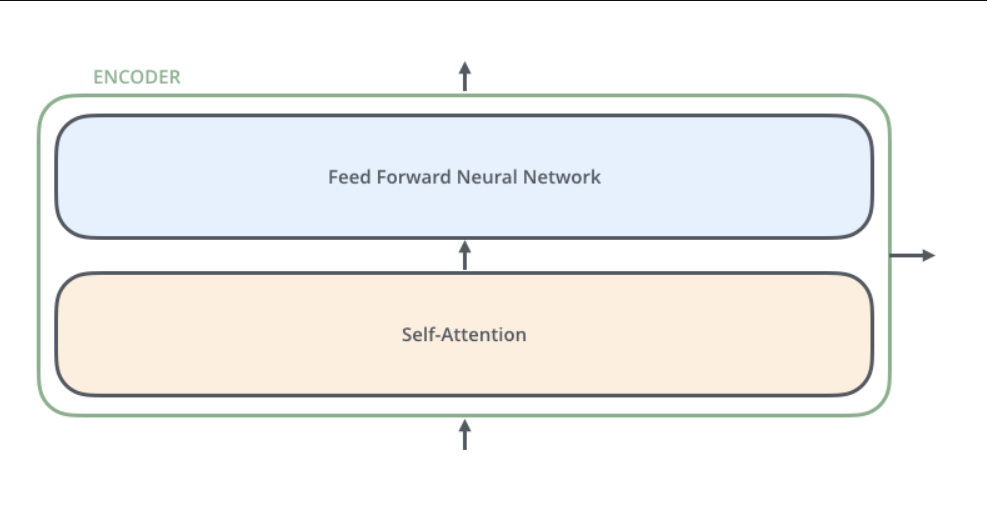 ENCODER
Feed Forward Neural Network
Self-Attention